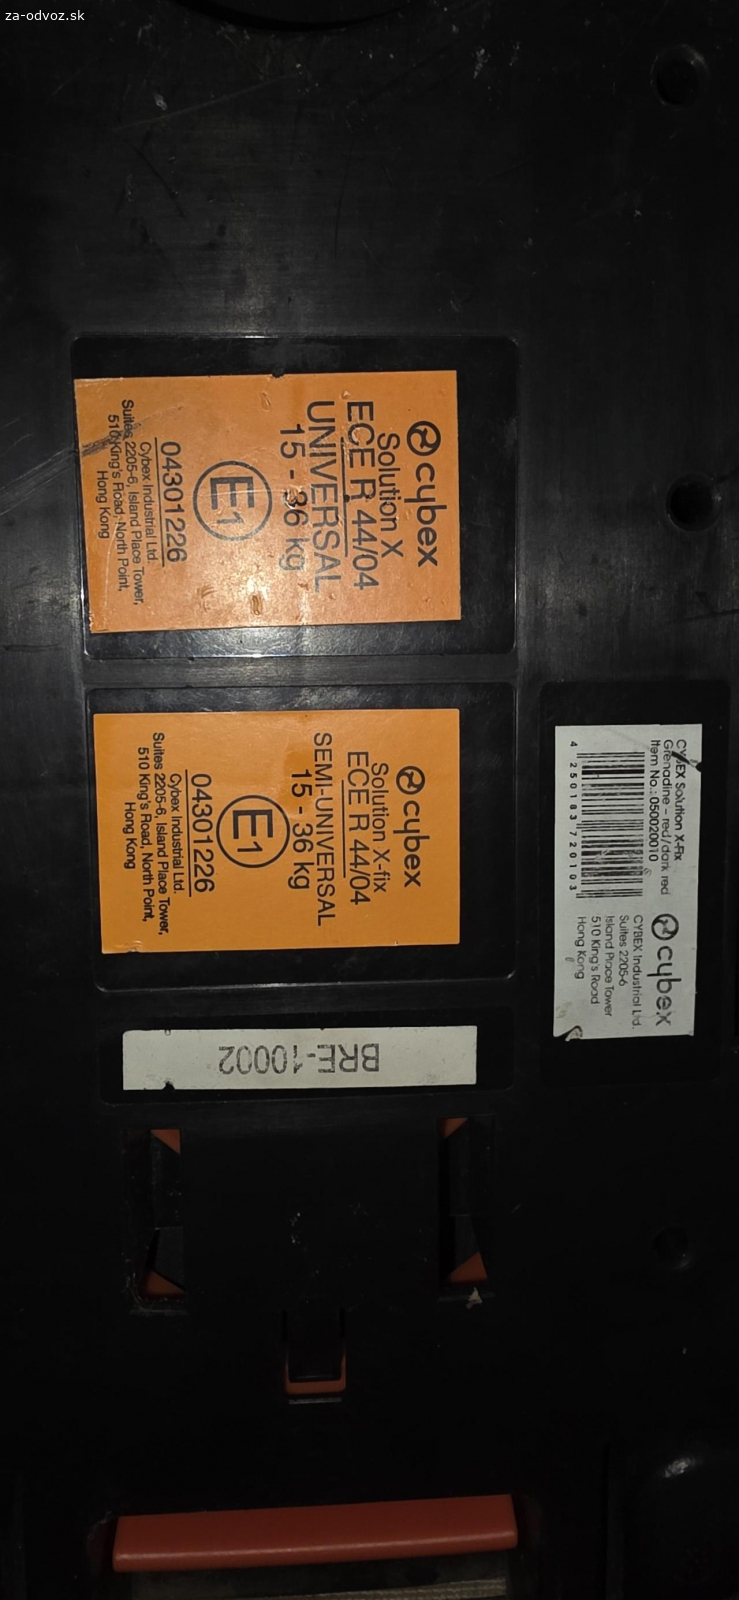 za-odvoz.sk
cybex
Solution X
ECE R 44/04
UNIVERSAL
15 - 36 kg
E1
04301226
Cybex Industrial Ltd.
Suites 2205-6, Island Place Tower,
510 King's Road, North Point,
Hong Kong
cybex
Solution X-fix
ECE R 44/04
SEMI-UNIVERSAL
15 - 36 kg
E1
04301226
Cybex Industrial Ltd.
Suites 2205-6, Island Place Tower,
510 King's Road, North Point,
Hong Kong
CYBEX Solution X-Fix
Grenadine - red/dark red
Item No.: 050020010
4 250183 720103
cybex
CYBEX Industrial Ltd.
Suites 2205-6
Island Place Tower
510 King's Road
Hong Kong
BRE-10002